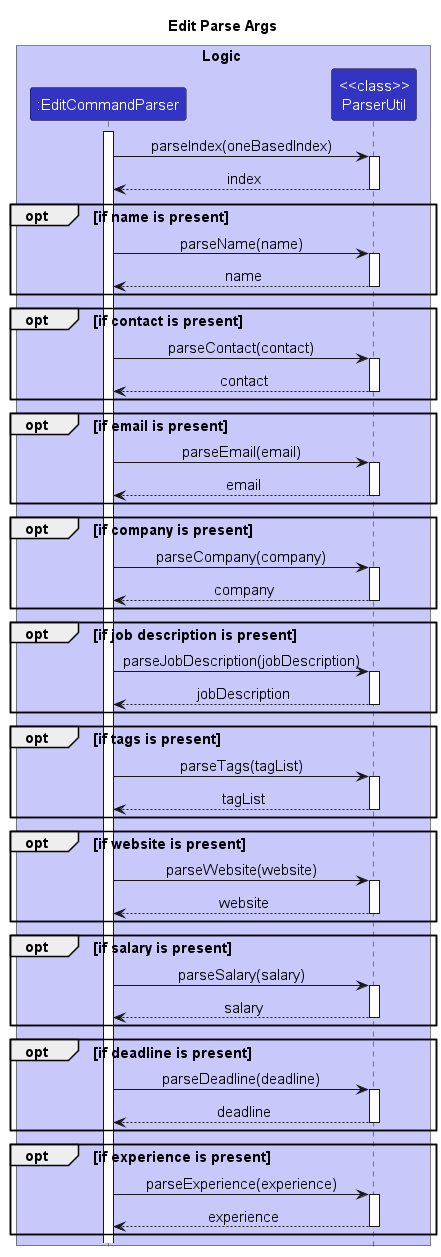 Edit Parse Args
Logic
:EditCommandParser
<<class>>
ParserUtil
parseIndex(oneBasedIndex)
index
opt [if name is present]
parseName(name)
name
opt [if contact is present]
parseContact(contact)
contact
opt [if email is present]
parseEmail(email)
email
opt [if company is present]
parseCompany(company)
company
opt [if job description is present]
parseJobDescription(jobDescription)
jobDescription
opt [if tags is present]
parseTags(tagList)
tagList
opt [if website is present]
parseWebsite(website)
website
opt [if salary is present]
parseSalary(salary)
salary
opt [if deadline is present]
parseDeadline(deadline)
deadline
opt [if experience is present]
parseExperience(experience)
experience